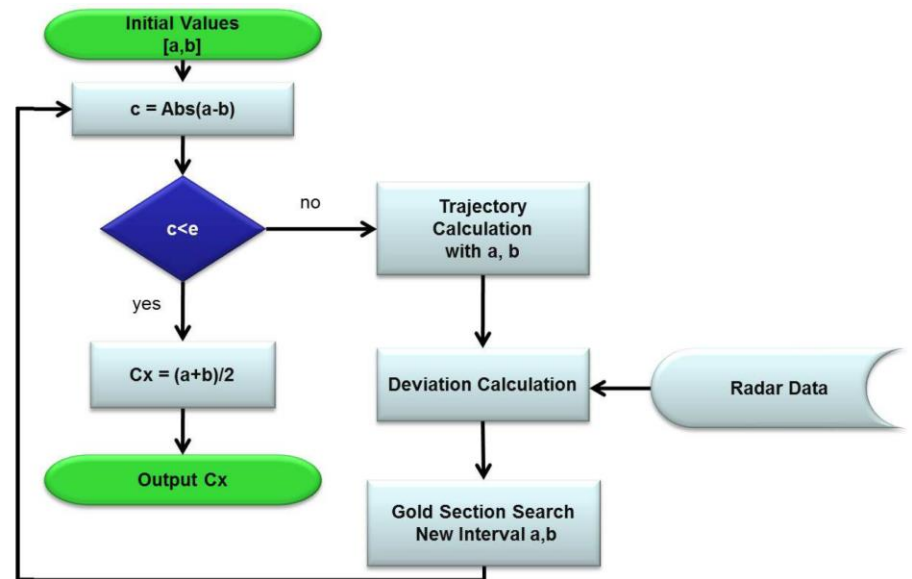 Initial Values
[a,b]
c = Abs(a-b)
c<e
no
yes
Trajectory
Calculation
with a, b
Cx = (a+b)/2
Deviation Calculation
Radar Data
Output Cx
Gold Section Search
New Interval a,b